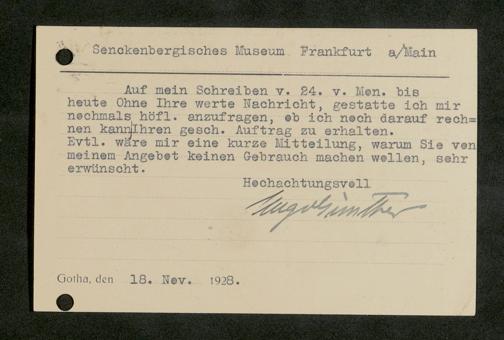 Senckenbergisches Museum Frankfurt a/Main
Auf mein Schreiben v. 24. v. Mon. bis
heute Ohne Ihre werte Nachricht, gestatte ich mir
nochmals höfl. anzufragen, ob ich noch darauf rech=
nen kann Ihren gesch. Auftrag zu erhalten.
Evtl. wäre mir eine kurze Mitteilung, warum Sie von
meinem Angebot keinen Gebrauch machen wollen, sehr
erwünscht.
Hochachtungsvoll
Hugo Günther
Gotha, den 18. Nov. 1928.